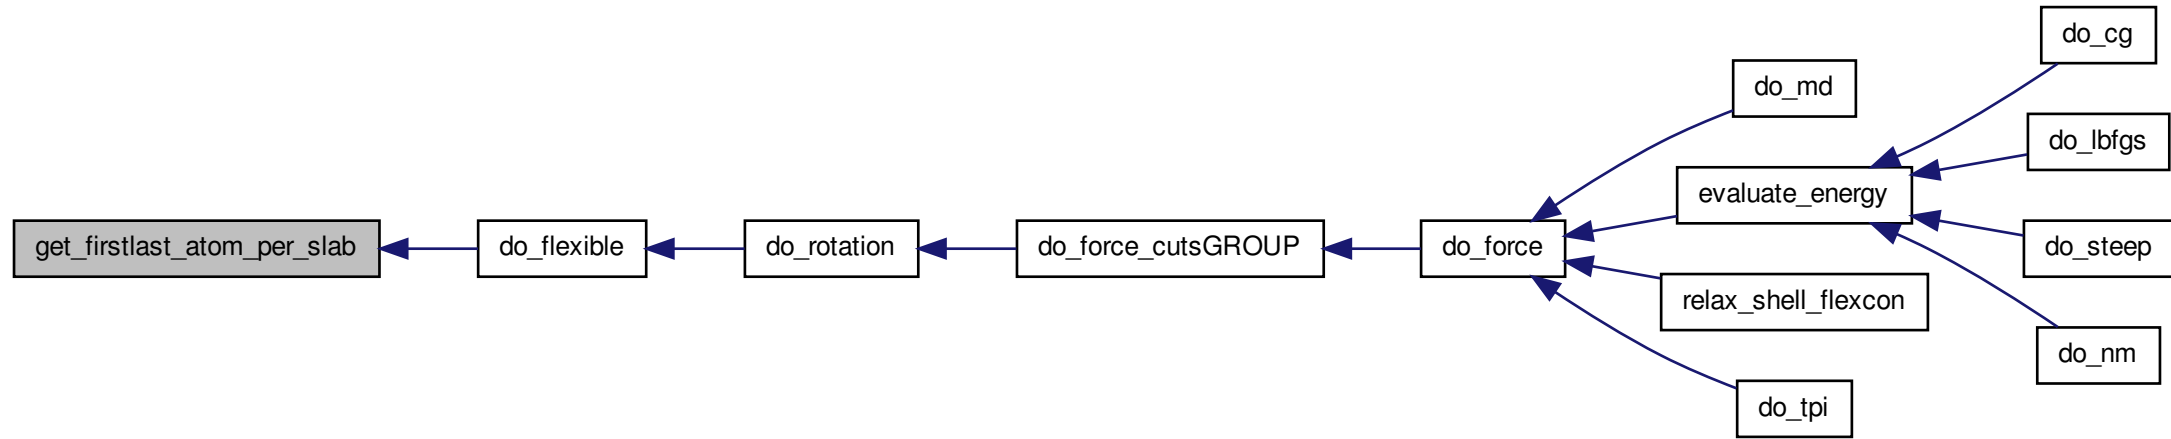 get_firstlast_atom_per_slab
do_flexible
do_rotation
do_force_cutsGROUP
do_force
do_md
evaluate_energy
relax_shell_flexcon
do_tpi
do_cg
do_lbfgs
do_steep
do_nm